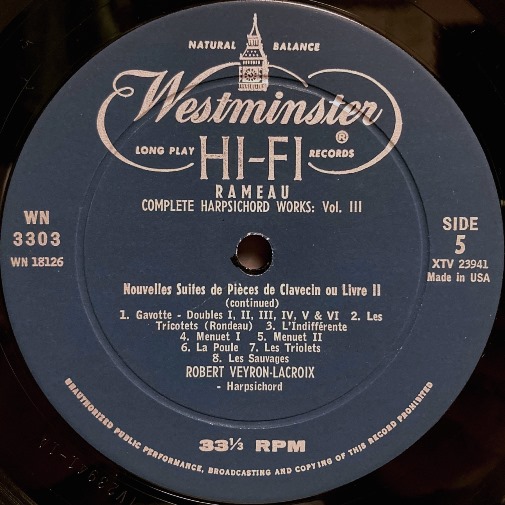 NATURAL BALANCE
Westminster
LONG PLAY HI-FI ® RECORDS
RAMEAU
COMPLETE HARPSICHORD WORKS: Vol. III
WN
3303
WN 18126
SIDE
5
XTV 23941
Made in USA
Nouvelles Suites de Pièces de Clavecin ou Livre II
(continued)
1. Gavotte - Doubles I, II, III, IV, V & VI 2. Les
Tricotets (Rondeau) 3. L'Indifférente
4. Menuet I 5. Menuet II
6. La Poule 7. Les Triolets
8. Les Sauvages
ROBERT VEYRON-LACROIX
- Harpsichord
33⅓ RPM
UNAUTHORIZED PUBLIC PERFORMANCE, BROADCASTING AND COPYING OF THIS RECORD PROHIBITED